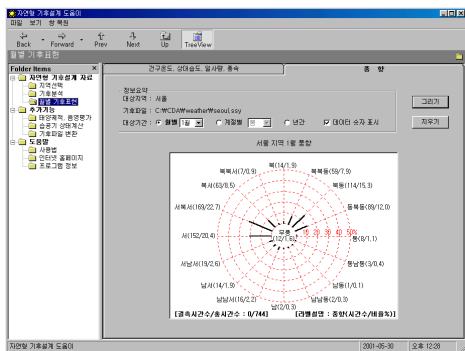 자연형 기후설계 도움이
파일 보기 창 목원
Back Forward Prev Next Up TreeView
월별 기후표현
Folder Items ×
자연형 기후설계 자료
지역선택
기후분석
월별 기후표현
추가기능
태양궤적, 음영평가
습공기 상태계산
기후파일 변환
도움말
사용법
인터넷 홈페이지
프로그램 정보
건구온도, 상대습도, 일사량, 풍속
풍 향
정보요약
대상지역 : 서울
기후파일 : C:\CDA\weather\seoul.ssy
대상기간 : 월별 1월 계절별 봄 년간 데이터 숫자 표시
그리기
지우기
서울 지역 1월 풍향
북(14/1,9)
북북서(7/0,9) 북북동(59/7,9)
북서(63/8,5) 북동(114/15,3)
서북서(169/22,7) 동북동(89/12,0)
무풍
(12/1,6)
10 20 30 40 50%
서(152/20,4) 동(8/1,1)
서남서(19/2,6) 동남동(3/0,4)
남서(14/1,9) 남동(1/0,1)
남남서(16/2,2) 남남동(2/0,3)
남(2/0,3)
[결측시간수/총시간수 : 0/744] [라벨설명 : 풍향(시간수/비율%)]
자연형 기후설계 도움이 2001-05-30 오후 12:28